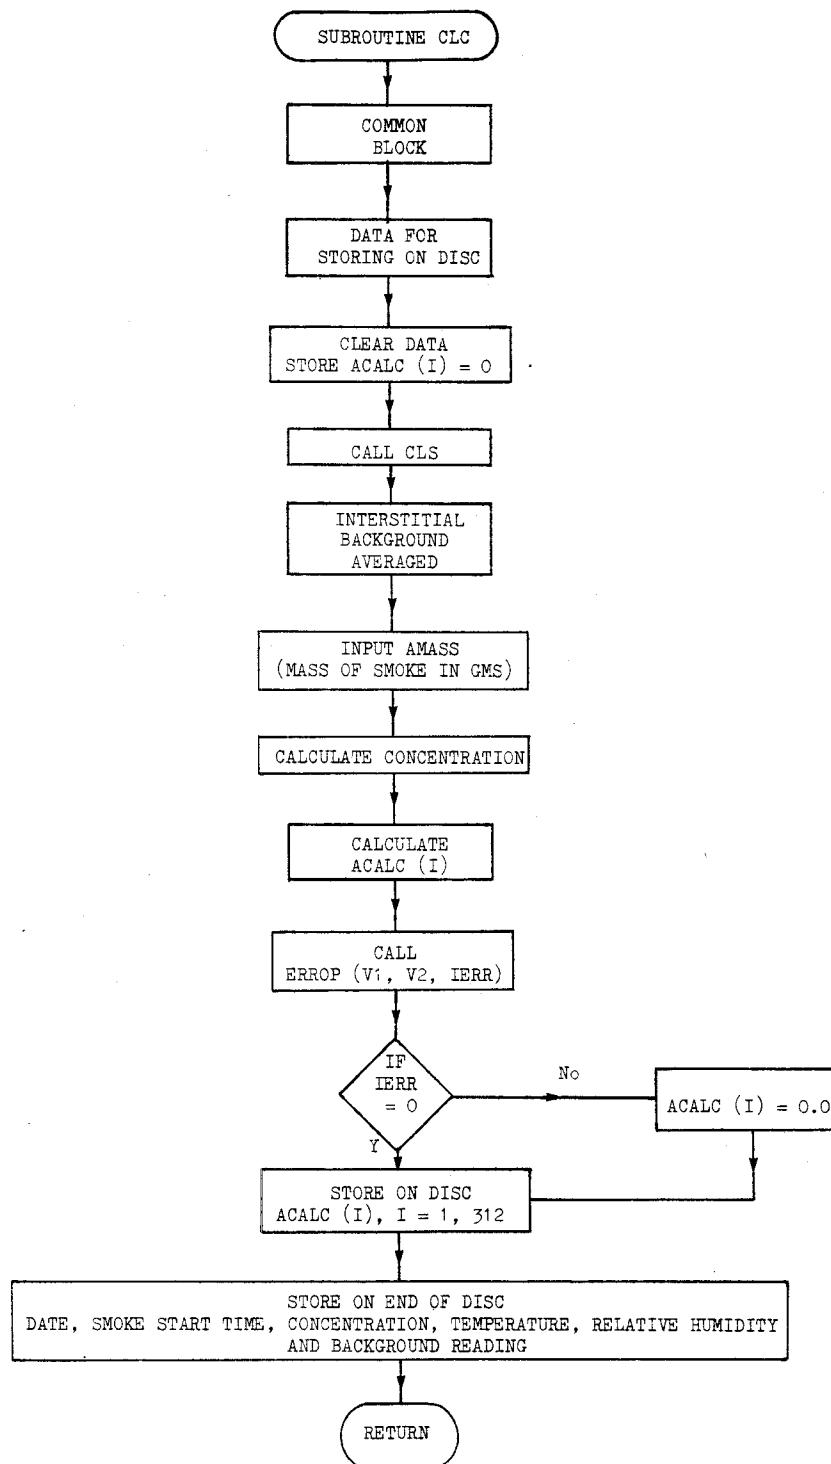 SUBROUTINE CLC
COMMON
BLOCK
DATA FOR
STORING ON DISC
CLEAR DATA
STORE ACALC (I) = 0
CALL CLS
INTERSTITIAL
BACKGROUND
AVERAGED
INPUT AMASS
(MASS OF SMOKE IN GMS)
CALCULATE CONCENTRATION
CALCULATE
ACALC (I)
CALL
ERROP (V1, V2, IERR)
IF
IERR
= 0
No
ACALC (I) = 0.0
Y
STORE ON DISC
ACALC (I), I = 1, 312
STORE ON END OF DISC
DATE, SMOKE START TIME, CONCENTRATION, TEMPERATURE, RELATIVE HUMIDITY
AND BACKGROUND READING
RETURN